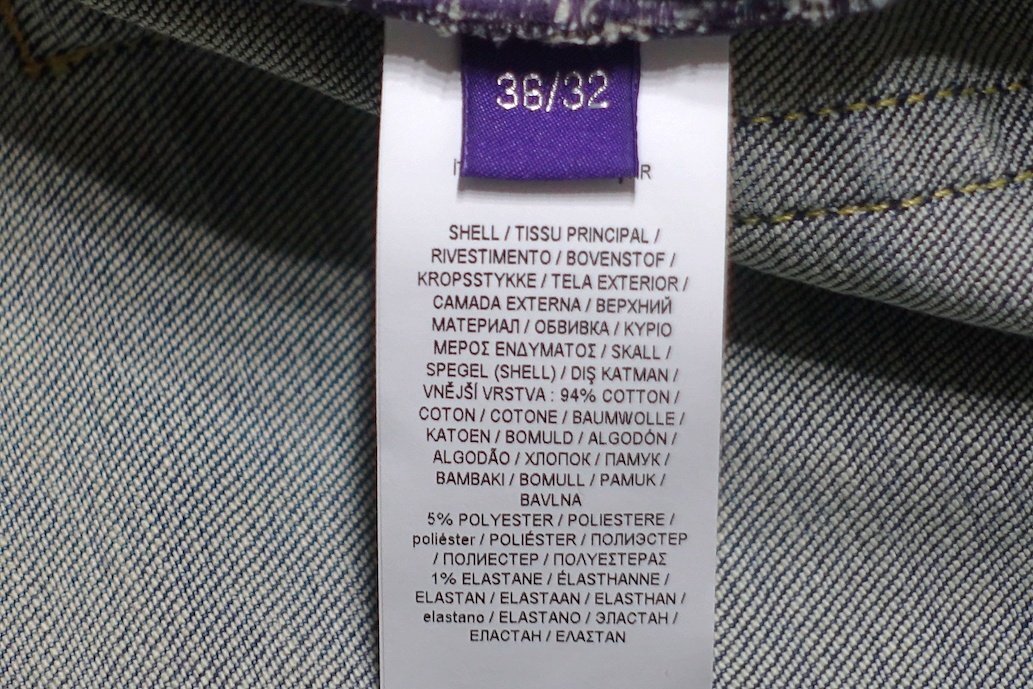 36/32
SHELL / TISSU PRINCIPAL /
RIVESTIMENTO / BOVENSTOF /
KROPSSTYKKE / TELA EXTERIOR /
CAMADA EXTERNA / ВЕРХНИЙ
МАТЕРИАЛ / ОБВИВКА / ΚΥΡΙΟ
ΜΕΡΟΣ ΕΝΔΥΜΑΤΟΣ / SKALL /
SPEGEL (SHELL) / DIŞ KATMAN /
VNĚJŠÍ VRSTVA : 94% COTTON /
COTON / COTONE / BAUMWOLLE /
KATOEN / BOMULD / ALGODÓN /
ALGODÃO / ХЛОПОК / ПАМУК /
ΒΑΜΒΑΚΙ / BOMULL / PAMUK /
BAVLNA
5% POLYESTER / POLIESTERE /
poliéster / POLIÉSTER / ПОЛИЭСТЕР
/ ПОЛИЕСТЕР / ΠΟΛΥΕΣΤΕΡΑΣ
1% ELASTANE / ÉLASTHANNE /
ELASTAN / ELASTAAN / ELASTHAN /
elastano / ELASTANO / ЭЛАСТАН /
ЕЛАСТАН / ΕΛΑΣΤΑΝ